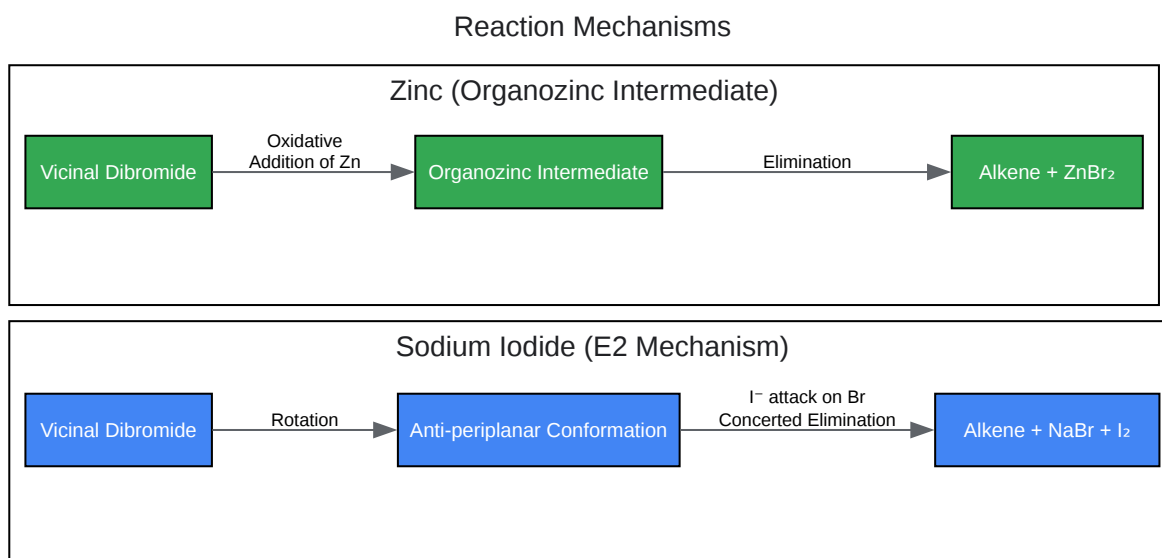 Reaction Mechanisms
Zinc (Organozinc Intermediate)
Vicinal Dibromide
Oxidative
Addition of Zn
Organozinc Intermediate
Elimination
Alkene + ZnBr₂
Sodium Iodide (E2 Mechanism)
Vicinal Dibromide
Rotation
Anti-periplanar Conformation
I⁻ attack on Br
Concerted Elimination
Alkene + NaBr + I₂